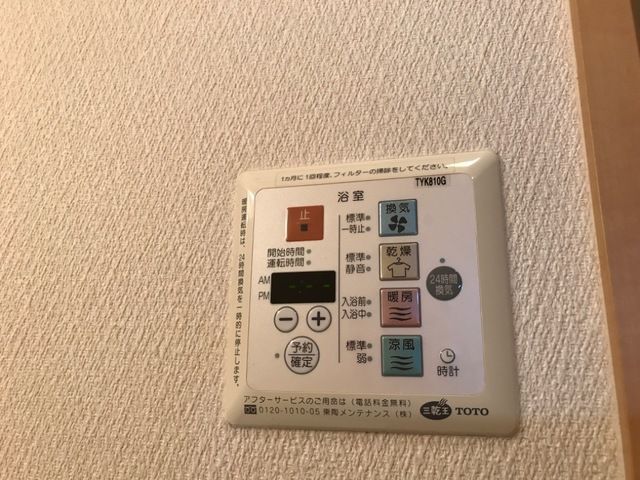 1ヵ月に1回程度、フィルターの掃除をしてください。
TYK810G
浴室
暖房運転時は、24時間換気を一時的に停止します。
止
開始時間
運転時間
AM
PM
予約
確定
標準
一時止
換気
標準
静音
乾燥
入浴前
入浴中
暖房
標準
弱
涼風
24時間
換気
時計
アフターサービスのご用命は（電話料金無料）
0120-1010-05 東陶メンテナンス（株）
三乾王 TOTO